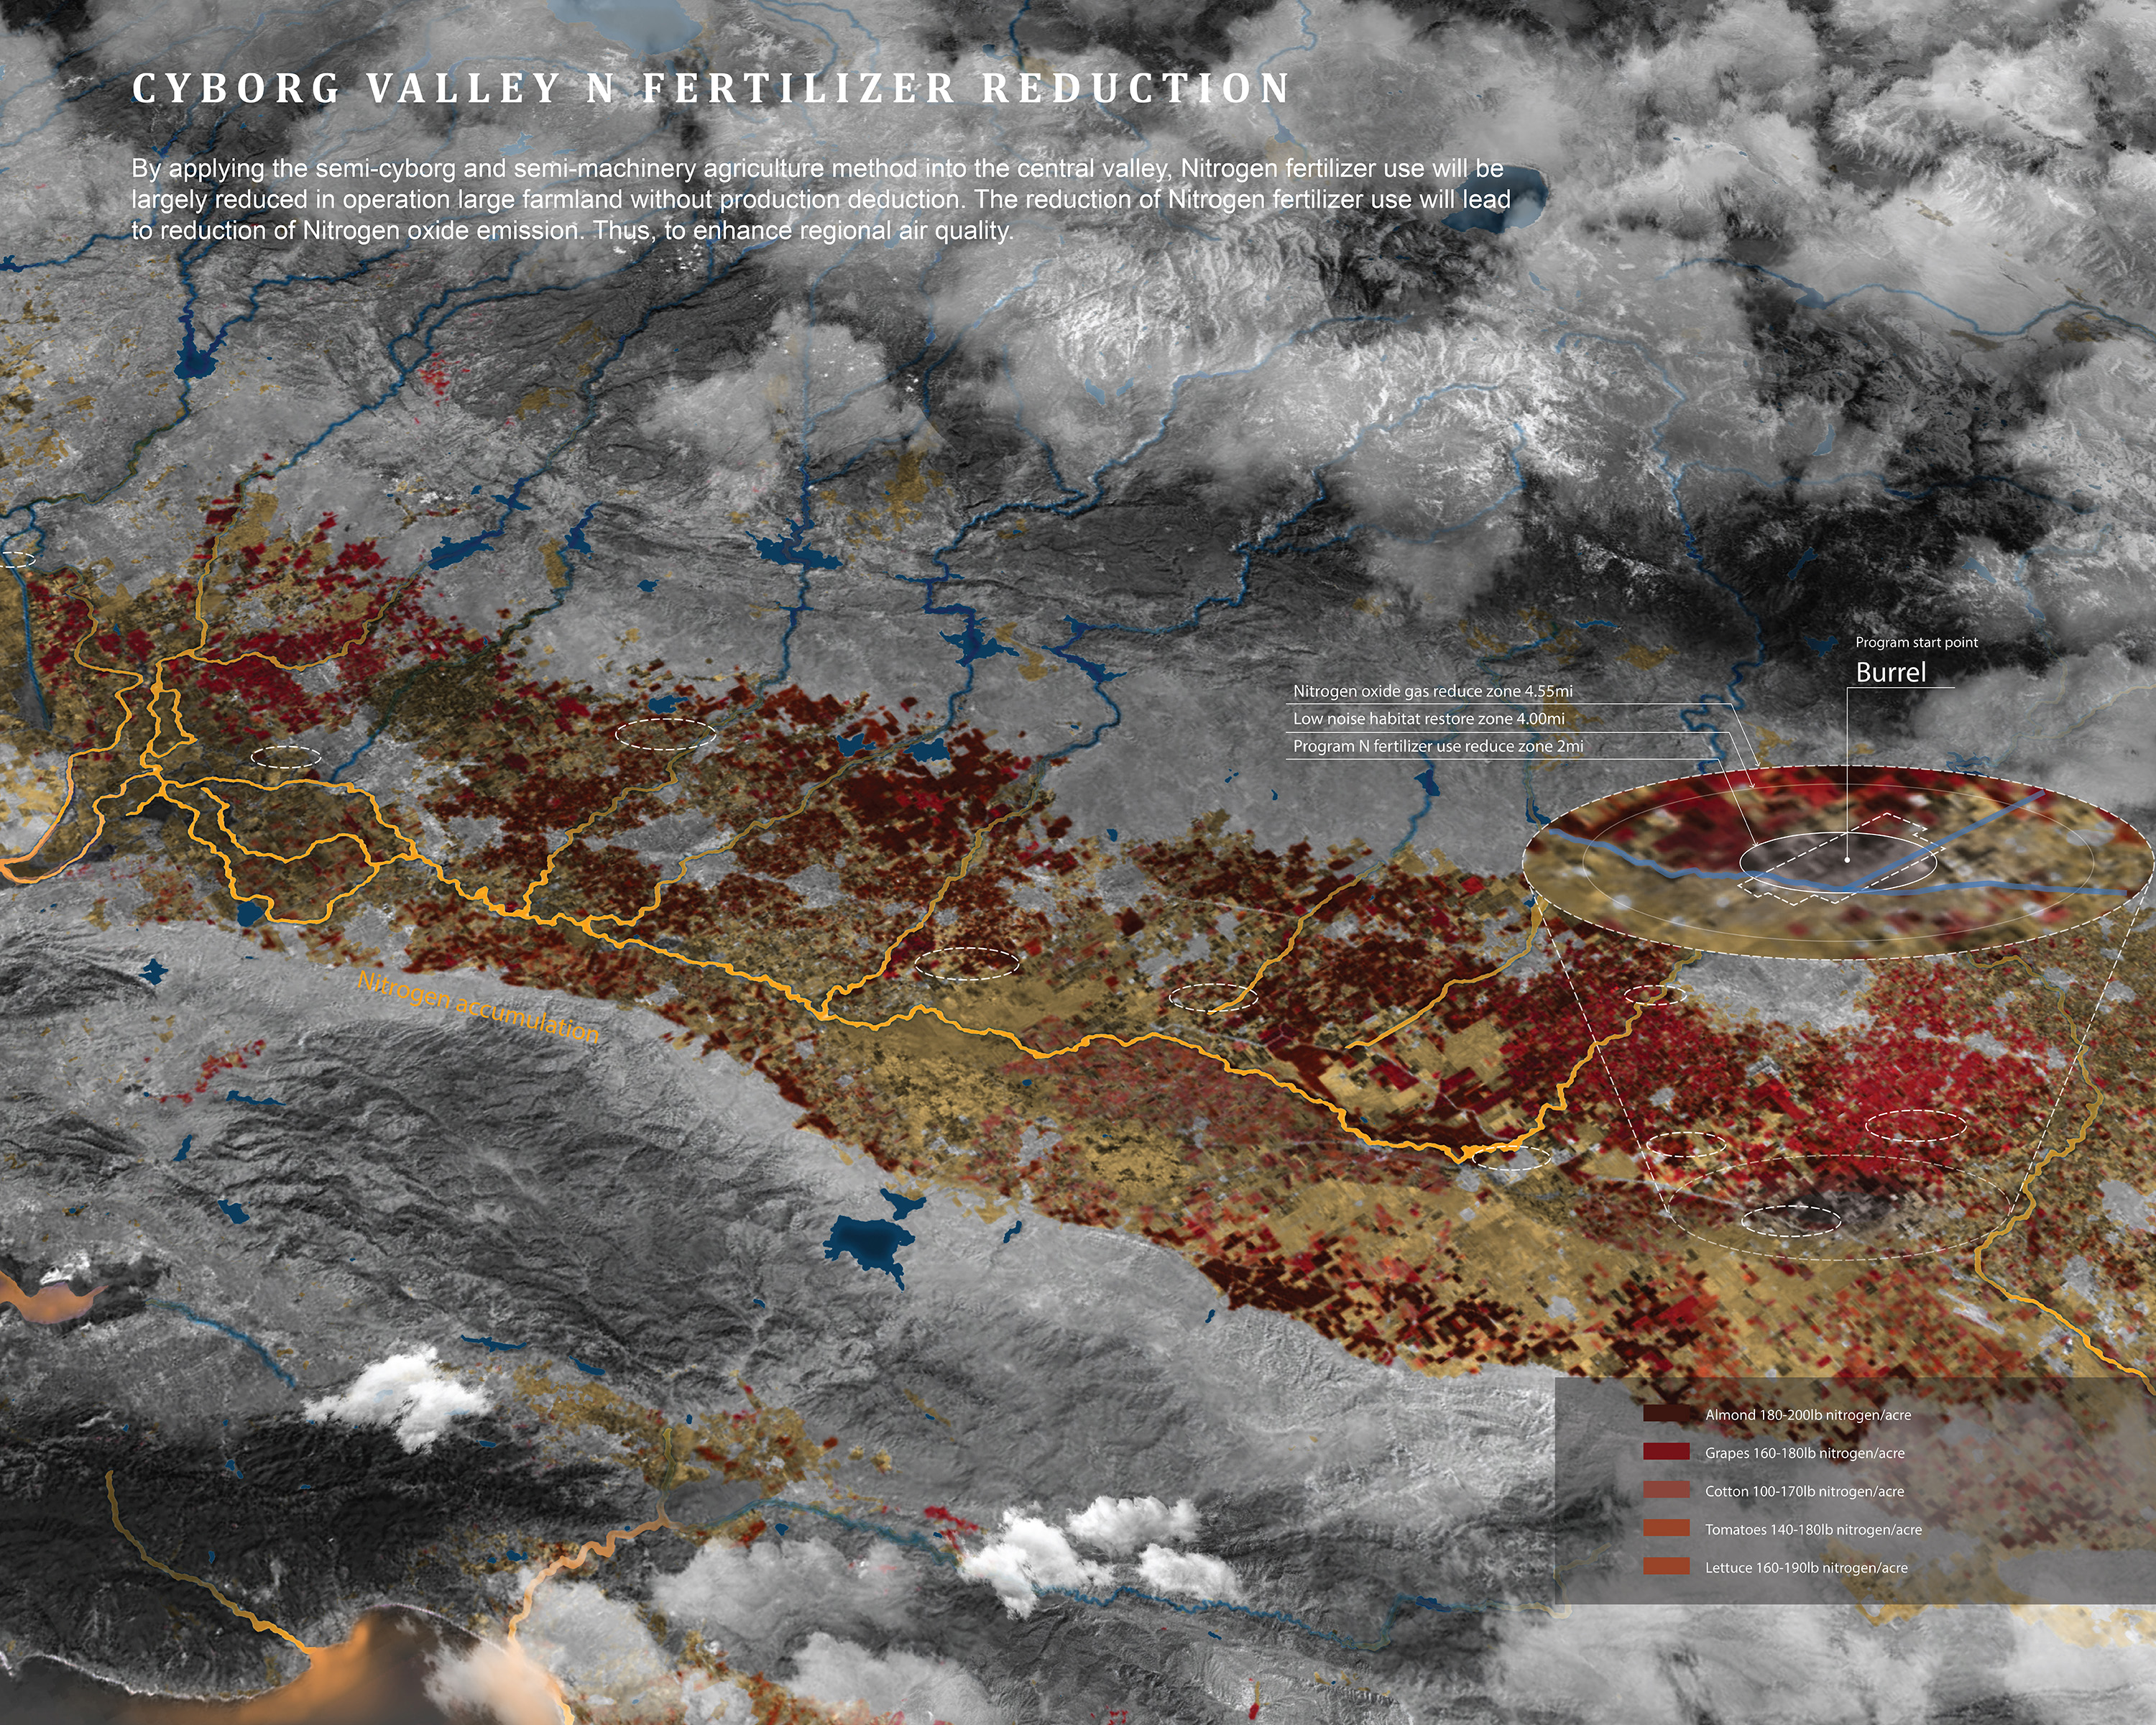 CYBORG VALLEY N FERTILIZER REDUCTION
By applying the semi-cyborg and semi-machinery agriculture method into the central valley, Nitrogen fertilizer use will be
largely reduced in operation large farmland without production deduction. The reduction of Nitrogen fertilizer use will lead
to reduction of Nitrogen oxide emission. Thus, to enhance regional air quality.
Program start point
Burrel
Nitrogen oxide gas reduce zone 4.55mi
Low noise habitat restore zone 4.00mi
Program N fertilizer use reduce zone 2mi
Nitrogen accumulation
Almond 180-200lb nitrogen/acre
Grapes 160-180lb nitrogen/acre
Cotton 100-170lb nitrogen/acre
Tomatoes 140-180lb nitrogen/acre
Lettuce 160-190lb nitrogen/acre